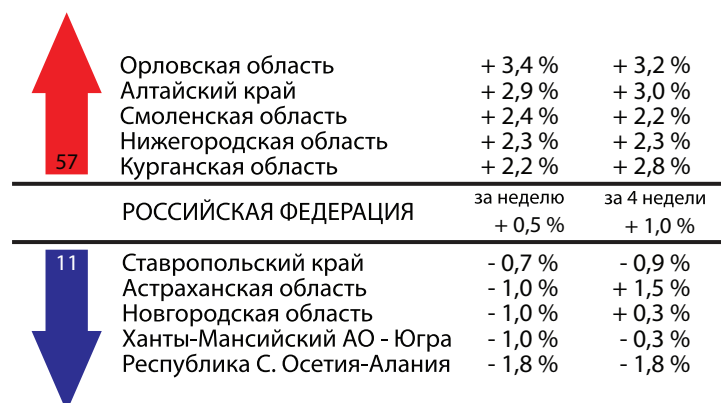 Орловская область + 3,4 % + 3,2 %
Алтайский край + 2,9 % + 3,0 %
Смоленская область + 2,4 % + 2,2 %
Нижегородская область + 2,3 % + 2,3 %
57 Курганская область + 2,2 % + 2,8 %
за неделю за 4 недели
РОССИЙСКАЯ ФЕДЕРАЦИЯ + 0,5 % + 1,0 %
11 Ставропольский край - 0,7 % - 0,9 %
Астраханская область - 1,0 % + 1,5 %
Новгородская область - 1,0 % + 0,3 %
Ханты-Мансийский АО - Югра - 1,0 % - 0,3 %
Республика С. Осетия-Алания - 1,8 % - 1,8 %